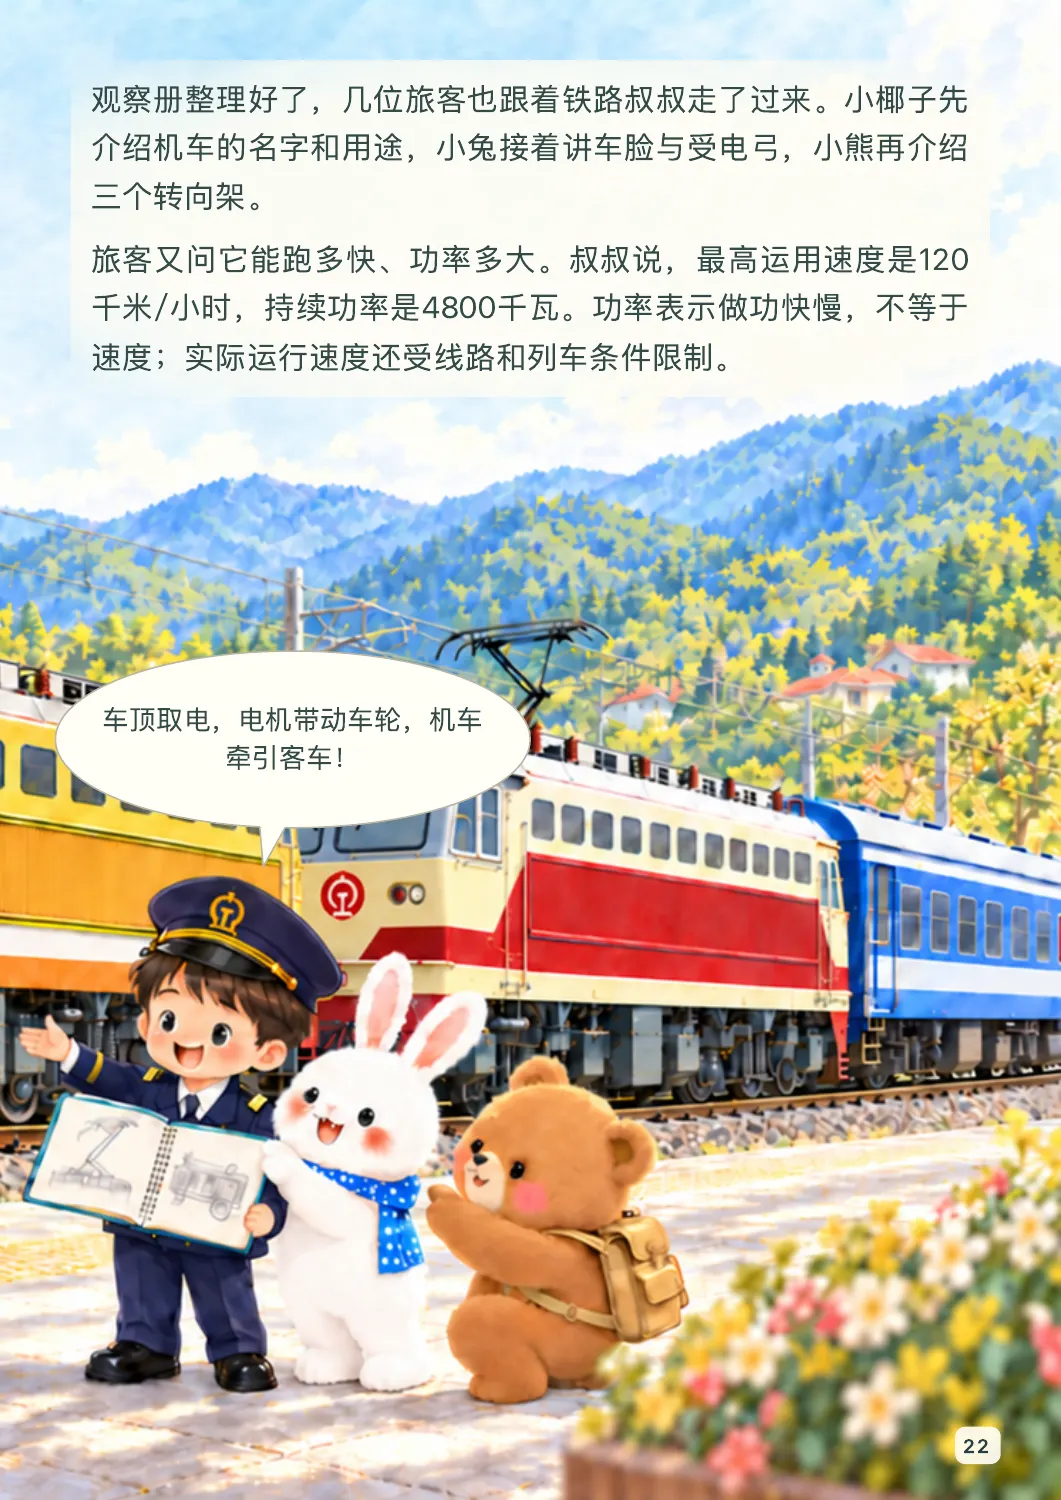 观察册整理好了，几位旅客也跟着铁路叔叔走了过来。小椰子先
介绍机车的名字和用途，小兔接着讲车脸与受电弓，小熊再介绍
三个转向架。
旅客又问它能跑多快、功率多大。叔叔说，最高运用速度是120
千米/小时，持续功率是4800千瓦。功率表示做功快慢，不等于
速度；实际运行速度还受线路和列车条件限制。
车顶取电，电机带动车轮，机车
牵引客车！
22